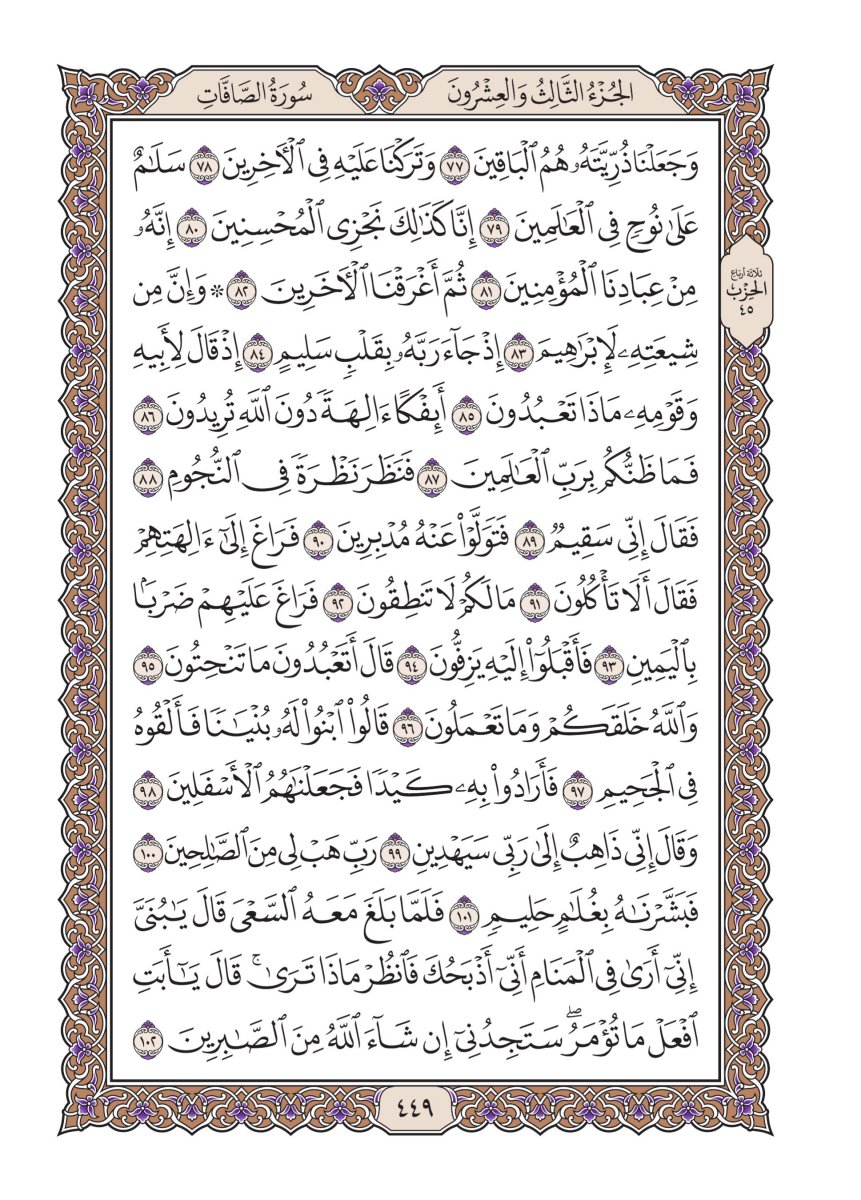 الجُزْءُ الثَّالِثُ وَالعِشْرُونَ
سُورَةُ الصَّافَّاتِ
وَجَعَلْنَا ذُرِّيَّتَهُۥ هُمُ ٱلْبَاقِينَ ٧٧ وَتَرَكْنَا عَلَيْهِ فِي ٱلْأٓخِرِينَ ٧٨ سَلَٰمٌ
عَلَىٰ نُوحٖ فِي ٱلْعَٰلَمِينَ ٧٩ إِنَّا كَذَٰلِكَ نَجْزِي ٱلْمُحْسِنِينَ ٨٠ إِنَّهُۥ
مِنْ عِبَادِنَا ٱلْمُؤْمِنِينَ ٨١ ثُمَّ أَغْرَقْنَا ٱلْأٓخَرِينَ ٨٢ * وَإِنَّ مِن
ثلاثة أرباع
الحِزْب
٤٥
شِيعَتِهِۦ لَإِبْرَٰهِيمَ ٨٣ إِذْ جَآءَ رَبَّهُۥ بِقَلْبٖ سَلِيمٍ ٨٤ إِذْ قَالَ لِأَبِيهِ
وَقَوْمِهِۦ مَاذَا تَعْبُدُونَ ٨٥ أَئِفْكًا ءَالِهَةٗ دُونَ ٱللَّهِ تُرِيدُونَ ٨٦
فَمَا ظَنُّكُم بِرَبِّ ٱلْعَٰلَمِينَ ٨٧ فَنَظَرَ نَظْرَةٗ فِي ٱلنُّجُومِ ٨٨
فَقَالَ إِنِّي سَقِيمٌ ٨٩ فَتَوَلَّوْاْ عَنْهُ مُدْبِرِينَ ٩٠ فَرَاغَ إِلَىٰٓ ءَالِهَتِهِمْ
فَقَالَ أَلَا تَأْكُلُونَ ٩١ مَا لَكُمْ لَا تَنطِقُونَ ٩٢ فَرَاغَ عَلَيْهِمْ ضَرْبَۢا
بِٱلْيَمِينِ ٩٣ فَأَقْبَلُوٓاْ إِلَيْهِ يَزِفُّونَ ٩٤ قَالَ أَتَعْبُدُونَ مَا تَنْحِتُونَ ٩٥
وَٱللَّهُ خَلَقَكُمْ وَمَا تَعْمَلُونَ ٩٦ قَالُواْ ٱبْنُواْ لَهُۥ بُنْيَٰنٗا فَأَلْقُوهُ
فِي ٱلْجَحِيمِ ٩٧ فَأَرَادُواْ بِهِۦ كَيْدٗا فَجَعَلْنَٰهُمُ ٱلْأَسْفَلِينَ ٩٨
وَقَالَ إِنِّي ذَاهِبٌ إِلَىٰ رَبِّي سَيَهْدِينِ ٩٩ رَبِّ هَبْ لِي مِنَ ٱلصَّٰلِحِينَ ١٠٠
فَبَشَّرْنَٰهُ بِغُلَٰمٍ حَلِيمٖ ١٠١ فَلَمَّا بَلَغَ مَعَهُ ٱلسَّعْيَ قَالَ يَٰبُنَيَّ
إِنِّيٓ أَرَىٰ فِي ٱلْمَنَامِ أَنِّيٓ أَذْبَحُكَ فَٱنظُرْ مَاذَا تَرَىٰۚ قَالَ يَٰٓأَبَتِ
ٱفْعَلْ مَا تُؤْمَرُۖ سَتَجِدُنِيٓ إِن شَآءَ ٱللَّهُ مِنَ ٱلصَّٰبِرِينَ ١٠٢
٤٤٩